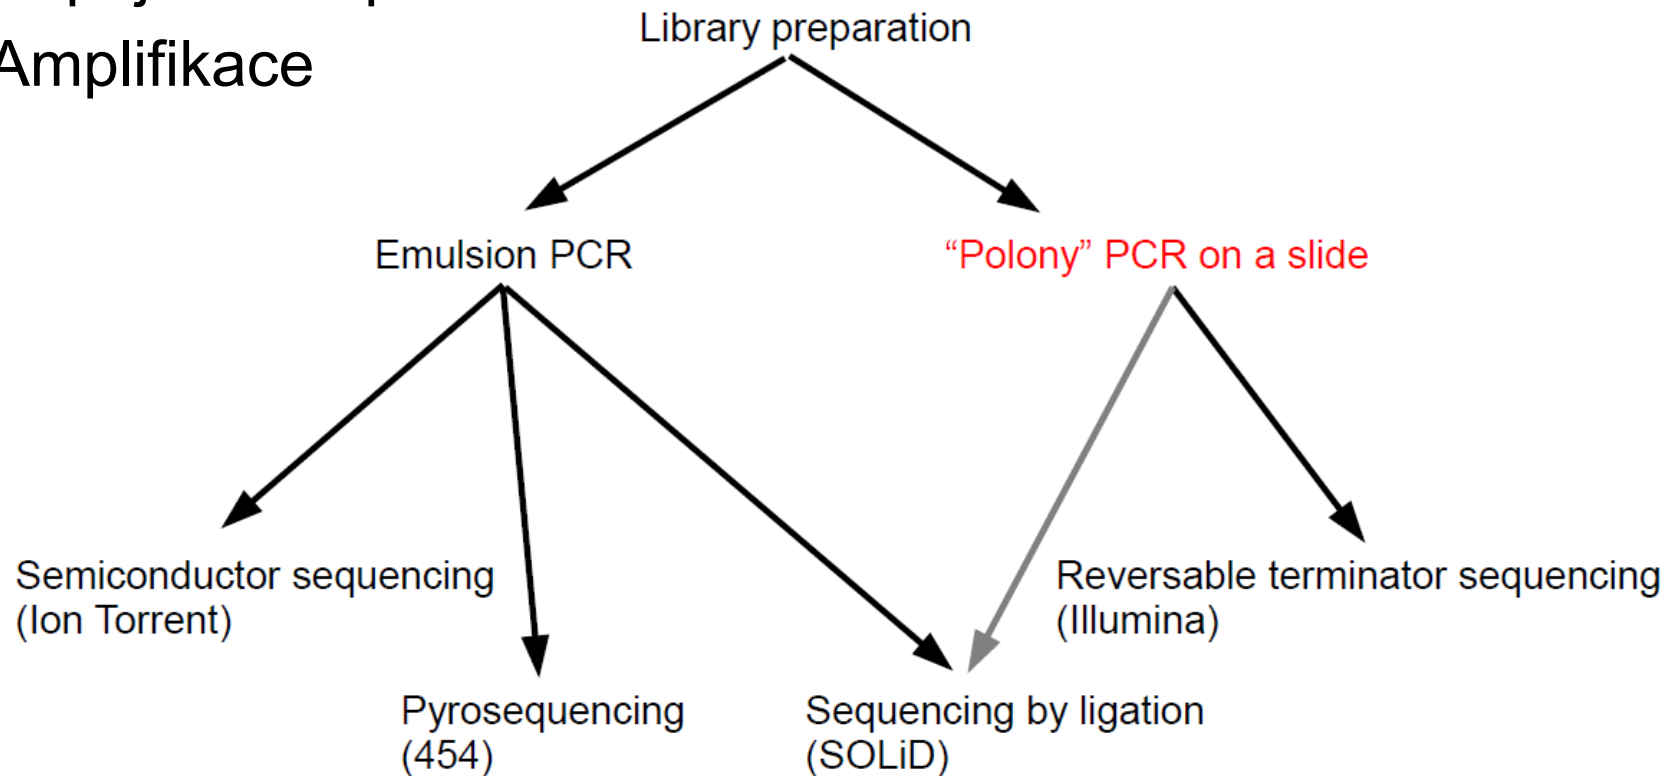 Amplifikace
Library preparation
Emulsion PCR
“Polony” PCR on a slide
Semiconductor sequencing
(Ion Torrent)
Reversable terminator sequencing
(Illumina)
Pyrosequencing
(454)
Sequencing by ligation
(SOLiD)